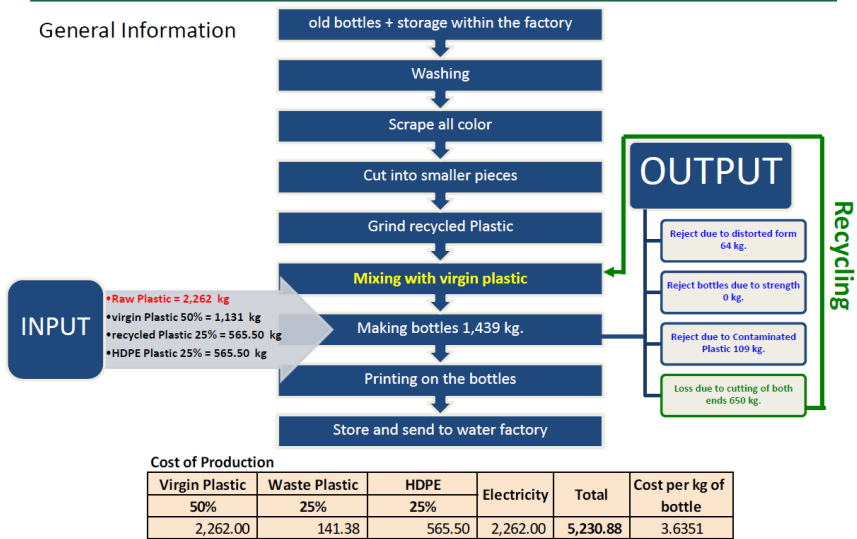 General Information
old bottles + storage within the factory
Washing
Scrape all color
Cut into smaller pieces
Grind recycled Plastic
Mixing with virgin plastic
Making bottles 1,439 kg.
Printing on the bottles
Store and send to water factory
INPUT
•Raw Plastic = 2,262 kg
•virgin Plastic 50% = 1,131 kg
•recycled Plastic 25% = 565.50 kg
•HDPE Plastic 25% = 565.50 kg
OUTPUT
Reject due to distorted form
64 kg.
Reject bottles due to strength
0 kg.
Reject due to Contaminated
Plastic 109 kg.
Loss due to cutting of both
ends 650 kg.
Recycling
Cost of Production
Virgin Plastic Waste Plastic HDPE Electricity Total Cost per kg of
bottle
50% 25% 25%
2,262.00 141.38 565.50 2,262.00 5,230.88 3.6351